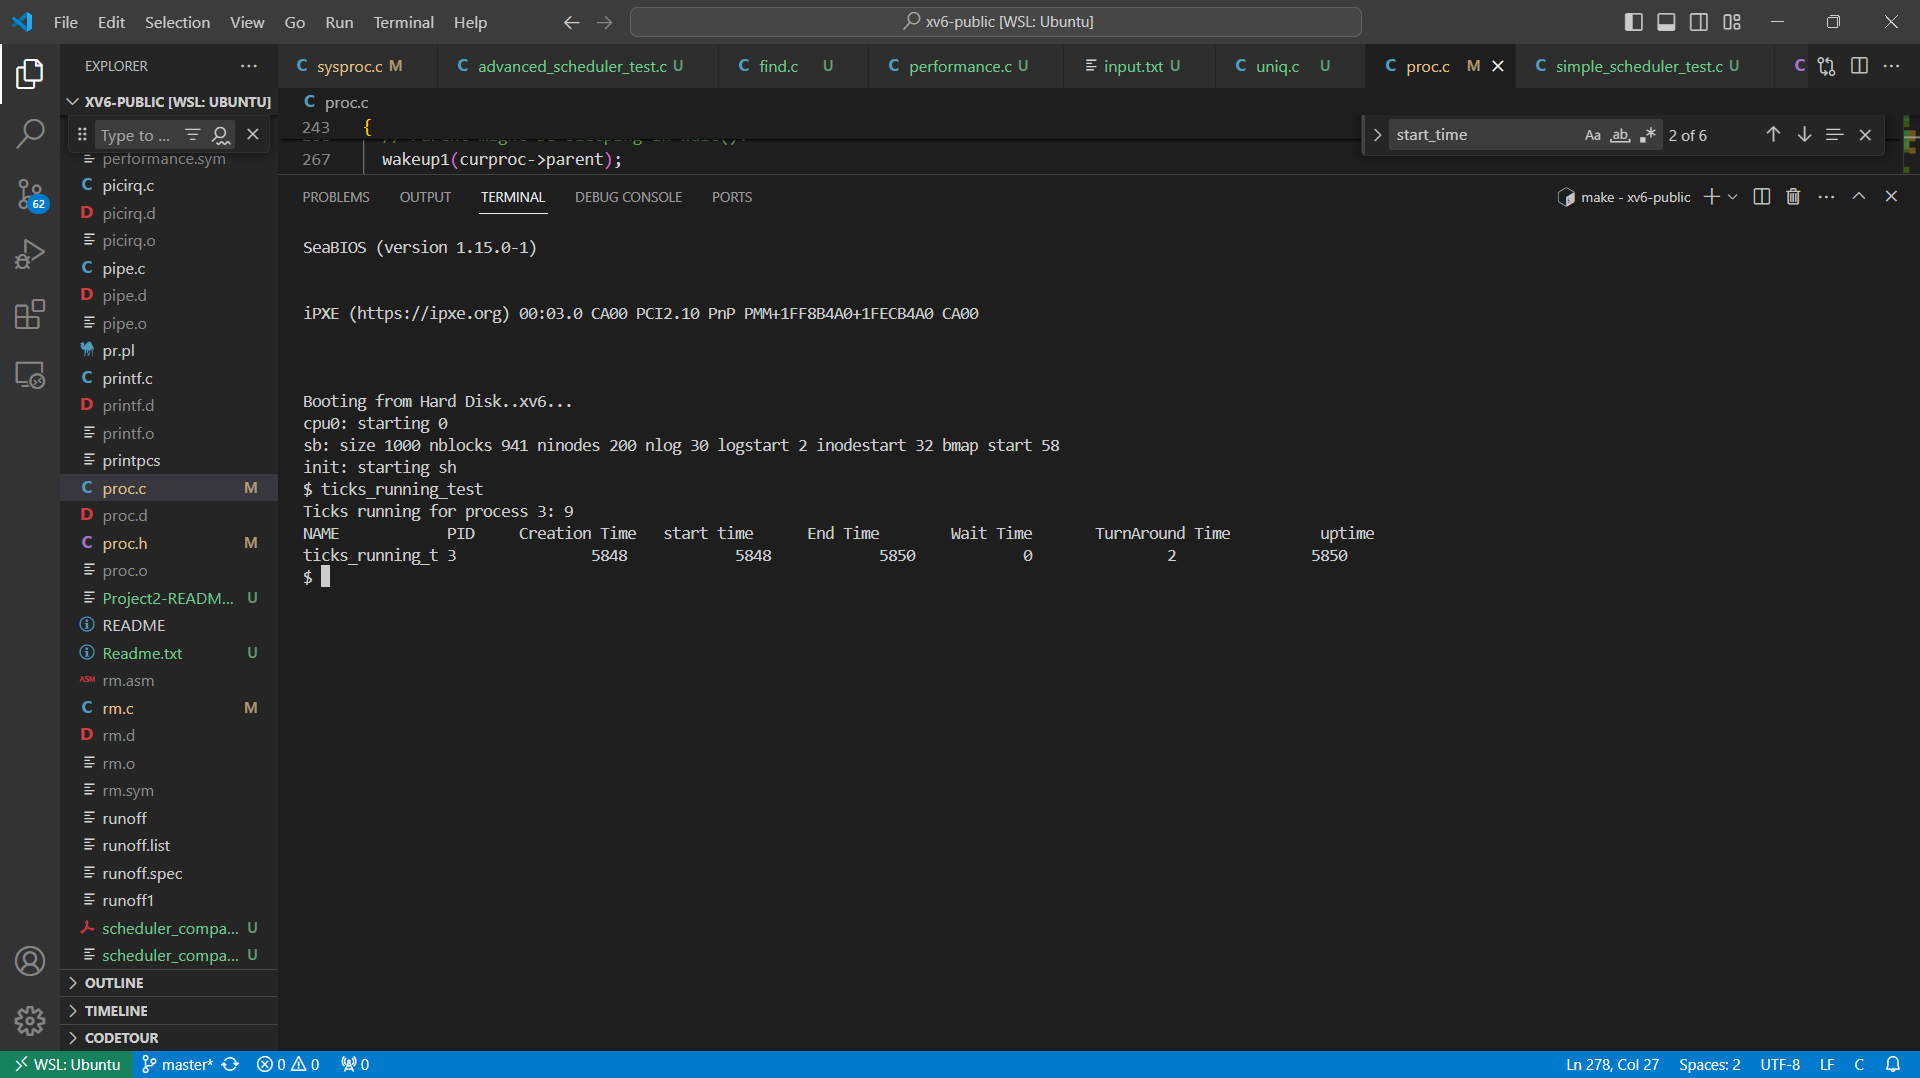 File Edit Selection View Go Run Terminal Help
xv6-public [WSL: Ubuntu]
EXPLORER
sysproc.c M
advanced_scheduler_test.c U
find.c U
performance.c U
input.txt U
uniq.c U
proc.c M
simple_scheduler_test.c U
XV6-PUBLIC [WSL: UBUNTU]
Type to ...
performance.sym
picirq.c
picirq.d
picirq.o
pipe.c
pipe.d
pipe.o
pr.pl
printf.c
printf.d
printf.o
printpcs
proc.c M
proc.d
proc.h M
proc.o
Project2-READM... U
README
Readme.txt U
rm.asm
rm.c M
rm.d
rm.o
rm.sym
runoff
runoff.list
runoff.spec
runoff1
scheduler_compa... U
scheduler_compa... U
OUTLINE
TIMELINE
CODETOUR
62
proc.c
243 {
267 wakeup1(curproc->parent);
start_time
Aa ab 2 of 6
PROBLEMS OUTPUT TERMINAL DEBUG CONSOLE PORTS
make - xv6-public
SeaBIOS (version 1.15.0-1)
iPXE (https://ipxe.org) 00:03.0 CA00 PCI2.10 PnP PMM+1FF8B4A0+1FECB4A0 CA00
Booting from Hard Disk..xv6...
cpu0: starting 0
sb: size 1000 nblocks 941 ninodes 200 nlog 30 logstart 2 inodestart 32 bmap start 58
init: starting sh
$ ticks_running_test
Ticks running for process 3: 9
NAME PID Creation Time start time End Time Wait Time TurnAround Time uptime
ticks_running_t 3 5848 5848 5850 0 2 5850
$
WSL: Ubuntu master* 0 0 0
Ln 278, Col 27 Spaces: 2 UTF-8 LF C